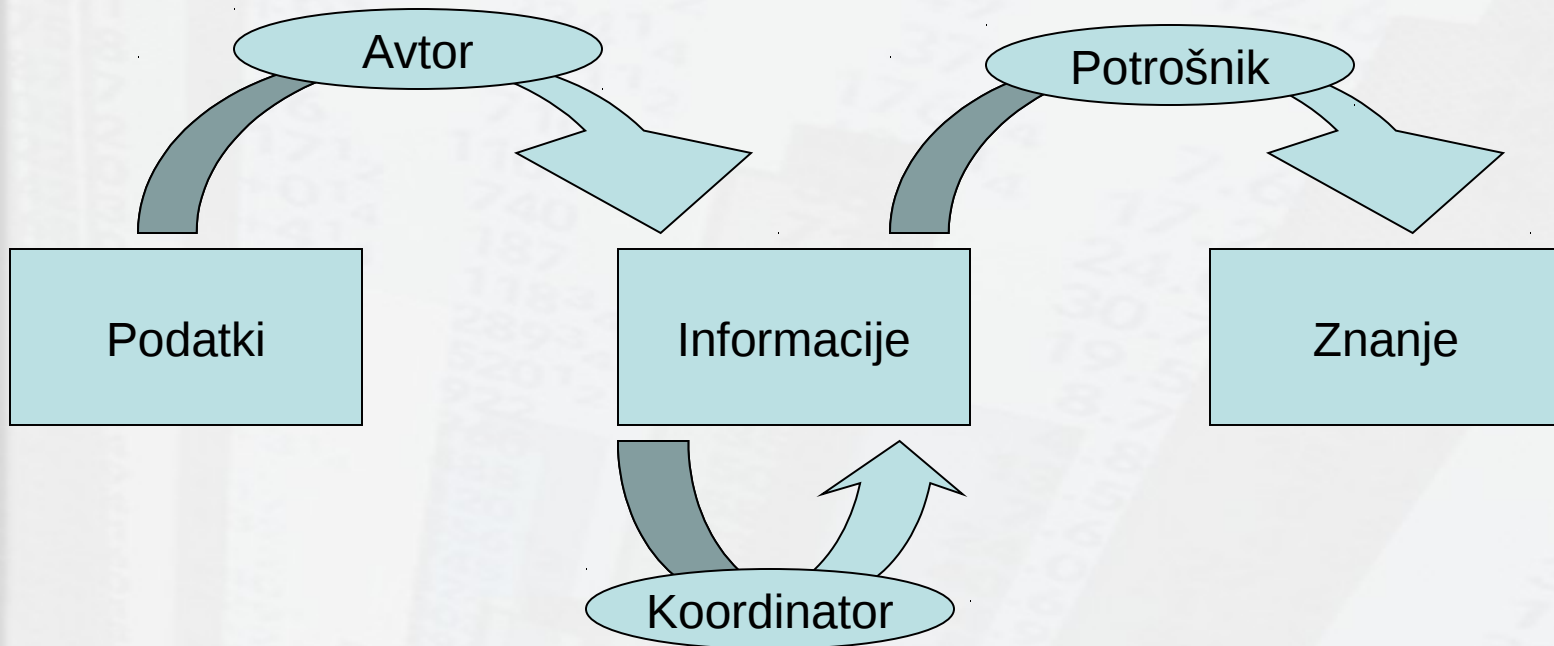 Avtor
Potrošnik
Podatki
Informacije
Znanje
Koordinator